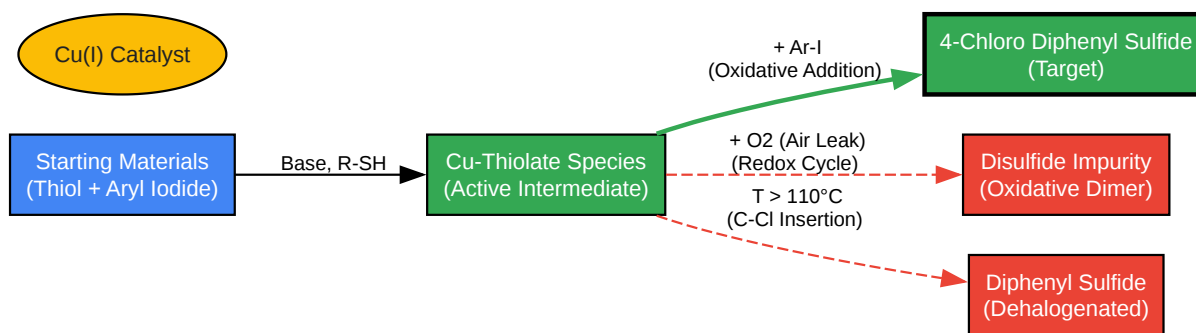 Cu(I) Catalyst
Starting Materials
(Thiol + Aryl Iodide)
Base, R-SH
Cu-Thiolate Species
(Active Intermediate)
+ Ar-I
(Oxidative Addition)
4-Chloro Diphenyl Sulfide
(Target)
+ O2 (Air Leak)
(Redox Cycle)
Disulfide Impurity
(Oxidative Dimer)
T > 110°C
(C-Cl Insertion)
Diphenyl Sulfide
(Dehalogenated)